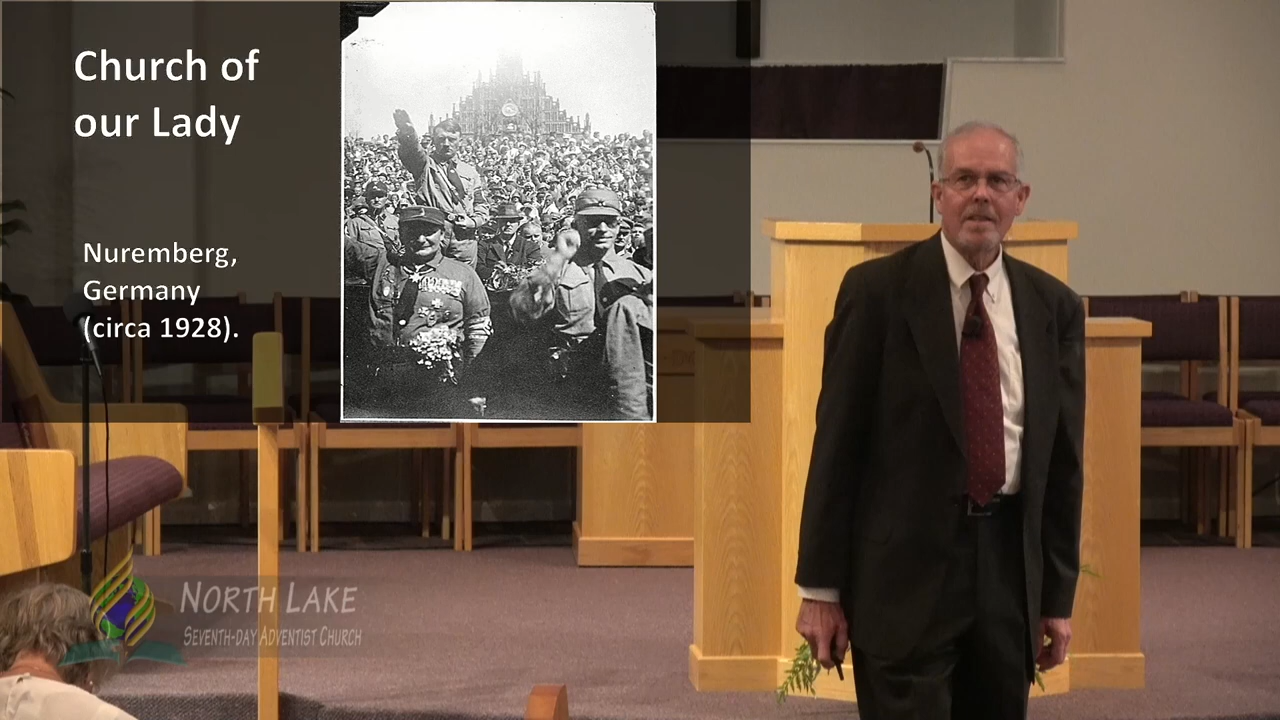 Church of
our Lady
Nuremberg,
Germany
(circa 1928).
NORTH LAKE
SEVENTH-DAY ADVENTIST CHURCH